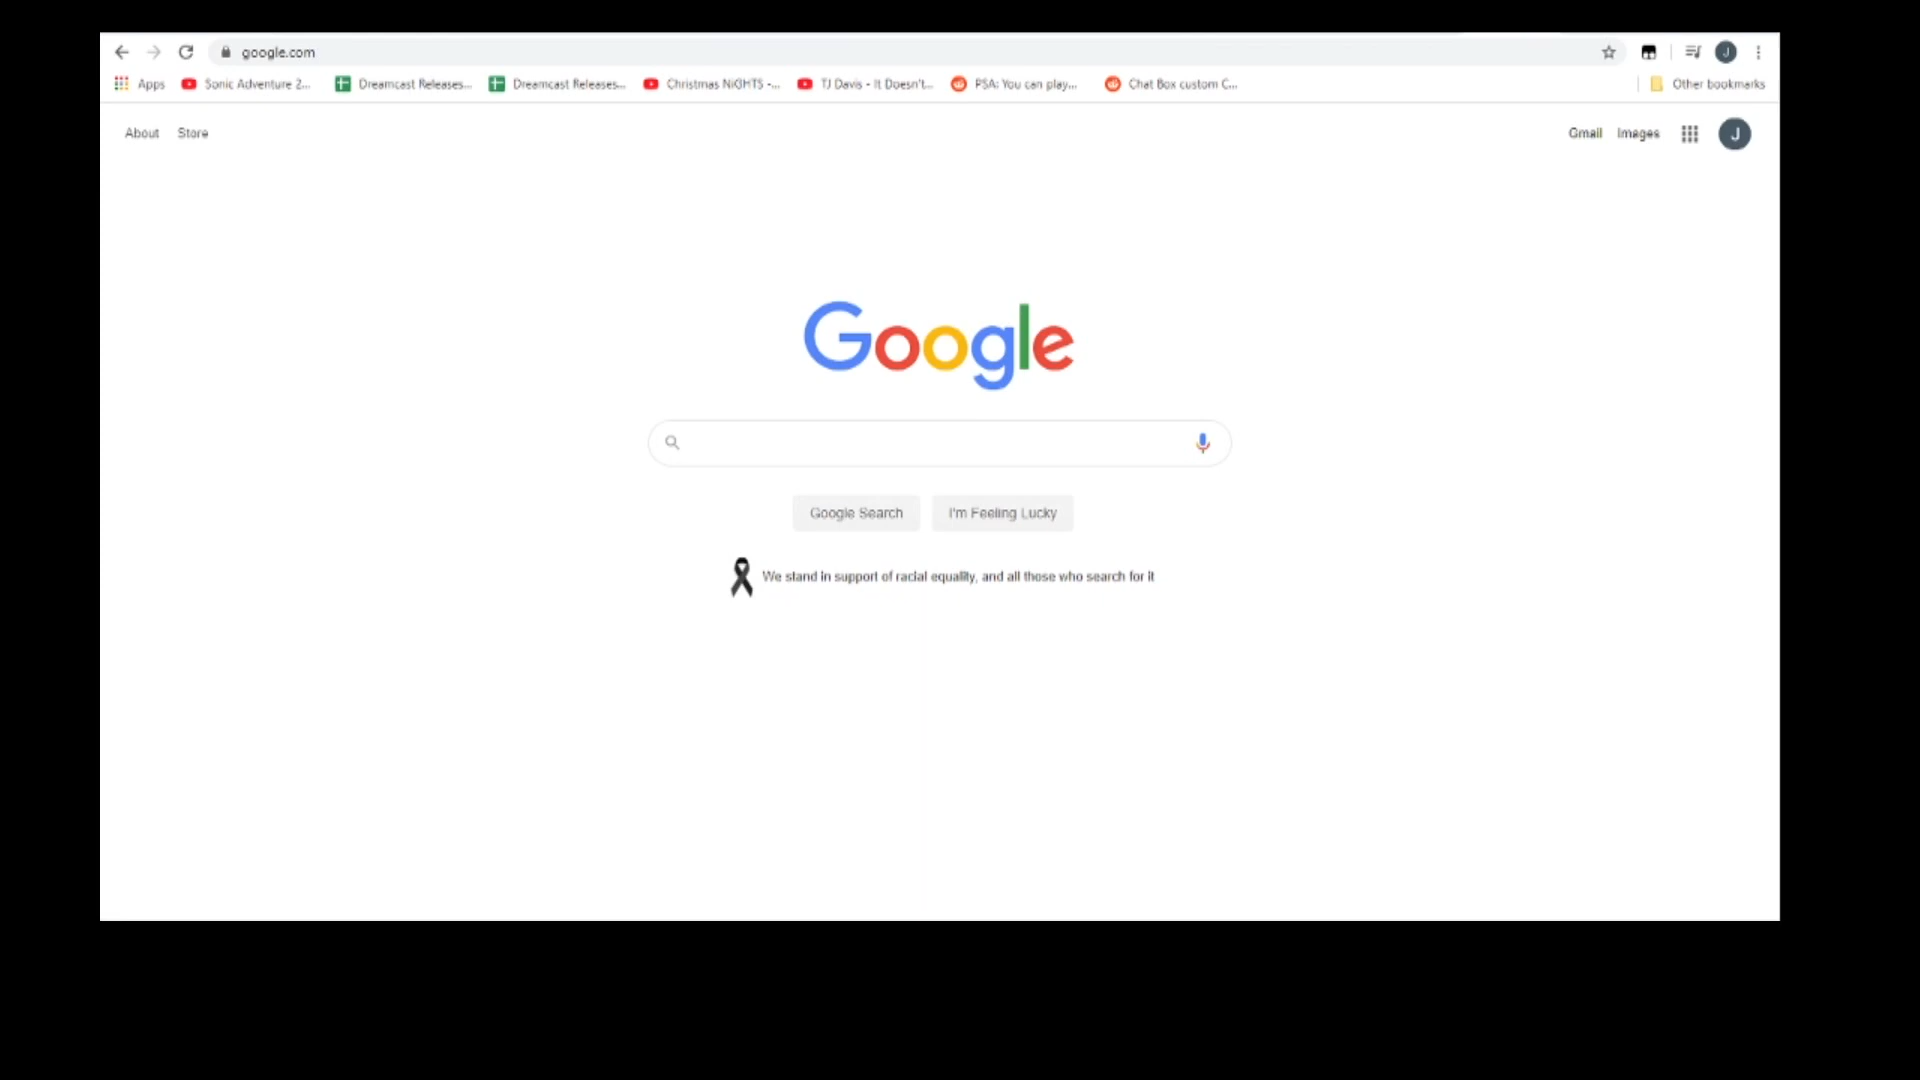 google.com
Apps Sonic Adventure 2... Dreamcast Releases... Dreamcast Releases... Christmas NiGHTS -... TJ Davis - It Doesn't... PSA: You can play... Chat Box custom C... Other bookmarks
About Store Gmail Images J
Google
Google Search I'm Feeling Lucky
We stand in support of racial equality, and all those who search for it